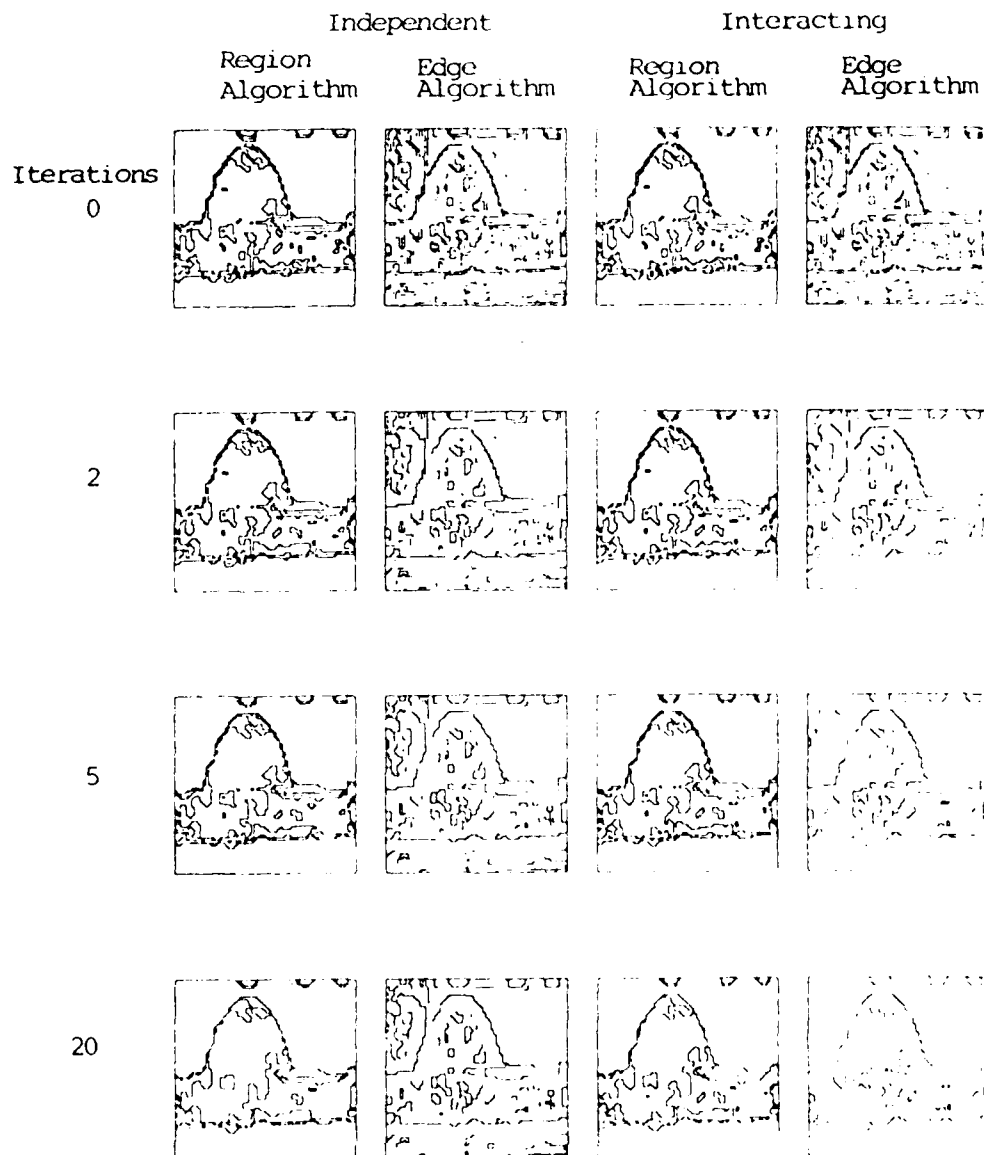 Independent Interacting
Region Algorithm Edge Algorithm Region Algorithm Edge Algorithm
Iterations
0
2
5
20